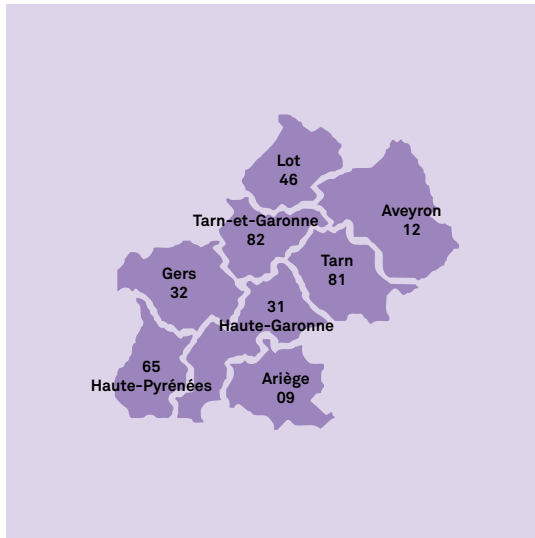 Lot
46
Aveyron
12
Tarn-et-Garonne
82
Tarn
81
Gers
32
31
Haute-Garonne
65
Haute-Pyrénées
Ariège
09